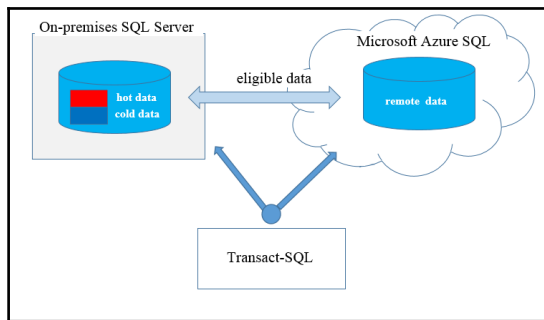 On-premises SQL Server
Microsoft Azure SQL
eligible data
hot data
cold data
remote data
Transact-SQL